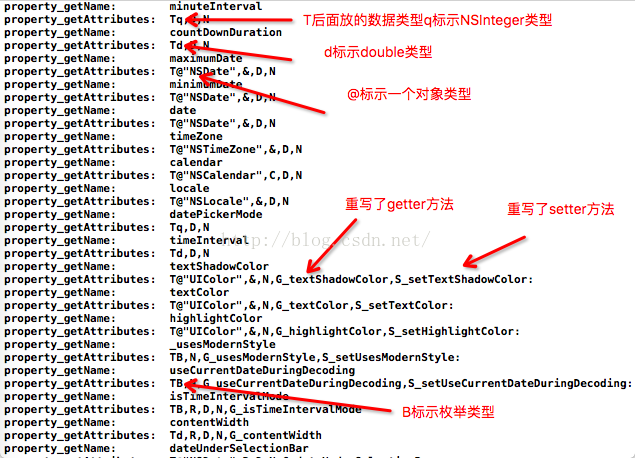 property_getName: minuteInterval
property_getAttributes: Tq,D,N
T后面放的数据类型q标示NSInteger类型
property_getName: countDownDuration
property_getAttributes: Td,D,N
d标示double类型
property_getName: maximumDate
property_getAttributes: T@"NSDate",&,D,N
property_getName: minimumDate
property_getAttributes: T@"NSDate",&,D,N
@标示一个对象类型
property_getName: date
property_getAttributes: T@"NSDate",&,D,N
property_getName: timeZone
property_getAttributes: T@"NSTimeZone",&,D,N
property_getName: calendar
property_getAttributes: T@"NSCalendar",C,D,N
property_getName: locale
property_getAttributes: T@"NSLocale",&,D,N
重写了getter方法
重写了setter方法
property_getName: datePickerMode
property_getAttributes: Tq,D,N
property_getName: timeInterval
http://blog.csdn.net/
property_getAttributes: Td,D,N
property_getName: textShadowColor
property_getAttributes: T@"UIColor",&,N,G_textShadowColor,S_setTextShadowColor:
property_getName: textColor
property_getAttributes: T@"UIColor",&,N,G_textColor,S_setTextColor:
property_getName: highlightColor
property_getAttributes: T@"UIColor",&,N,G_highlightColor,S_setHighlightColor:
property_getName: _usesModernStyle
property_getAttributes: TB,N,G_usesModernStyle,S_setUsesModernStyle:
property_getName: useCurrentDateDuringDecoding
property_getAttributes: TB,N,G_useCurrentDateDuringDecoding,S_setUseCurrentDateDuringDecoding:
property_getName: isTimeIntervalMode
property_getAttributes: TB,R,D,N,G_isTimeIntervalMode
B标示枚举类型
property_getName: contentWidth
property_getAttributes: Td,R,D,N,G_contentWidth
property_getName: dateUnderSelectionBar
property_getAttributes: